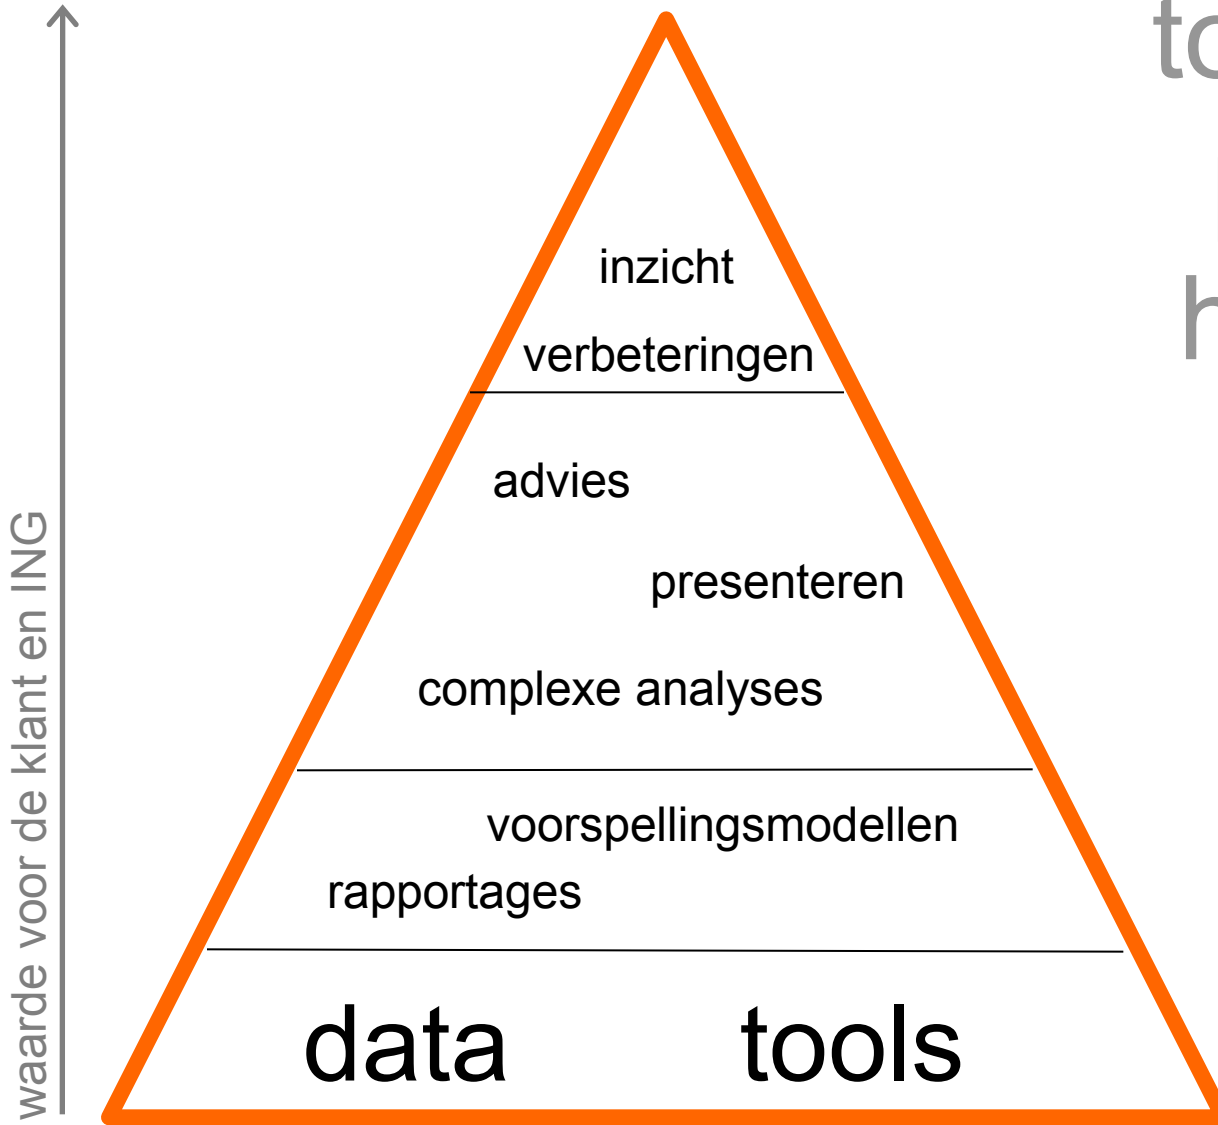 inzicht
verbeteringen
advies
presenteren
complexe analyses
voorspellingsmodellen
rapportages
data tools
waarde voor de klant en ING